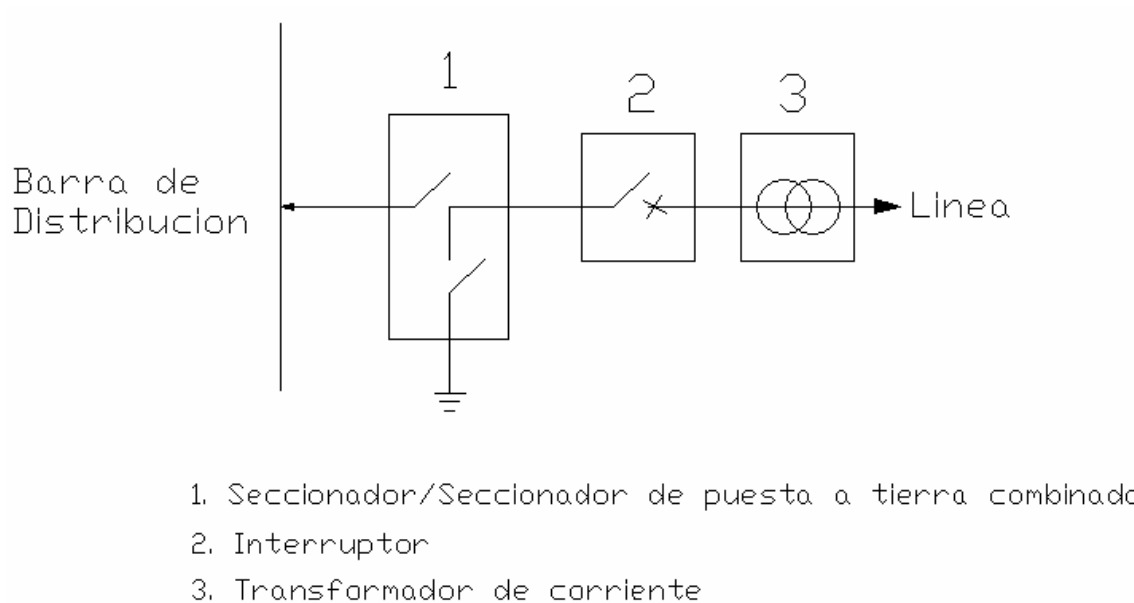 1
2
3
Barra de
Distribucion
Linea
1. Seccionador/Seccionador de puesta a tierra combinado
2. Interruptor
3. Transformador de corriente